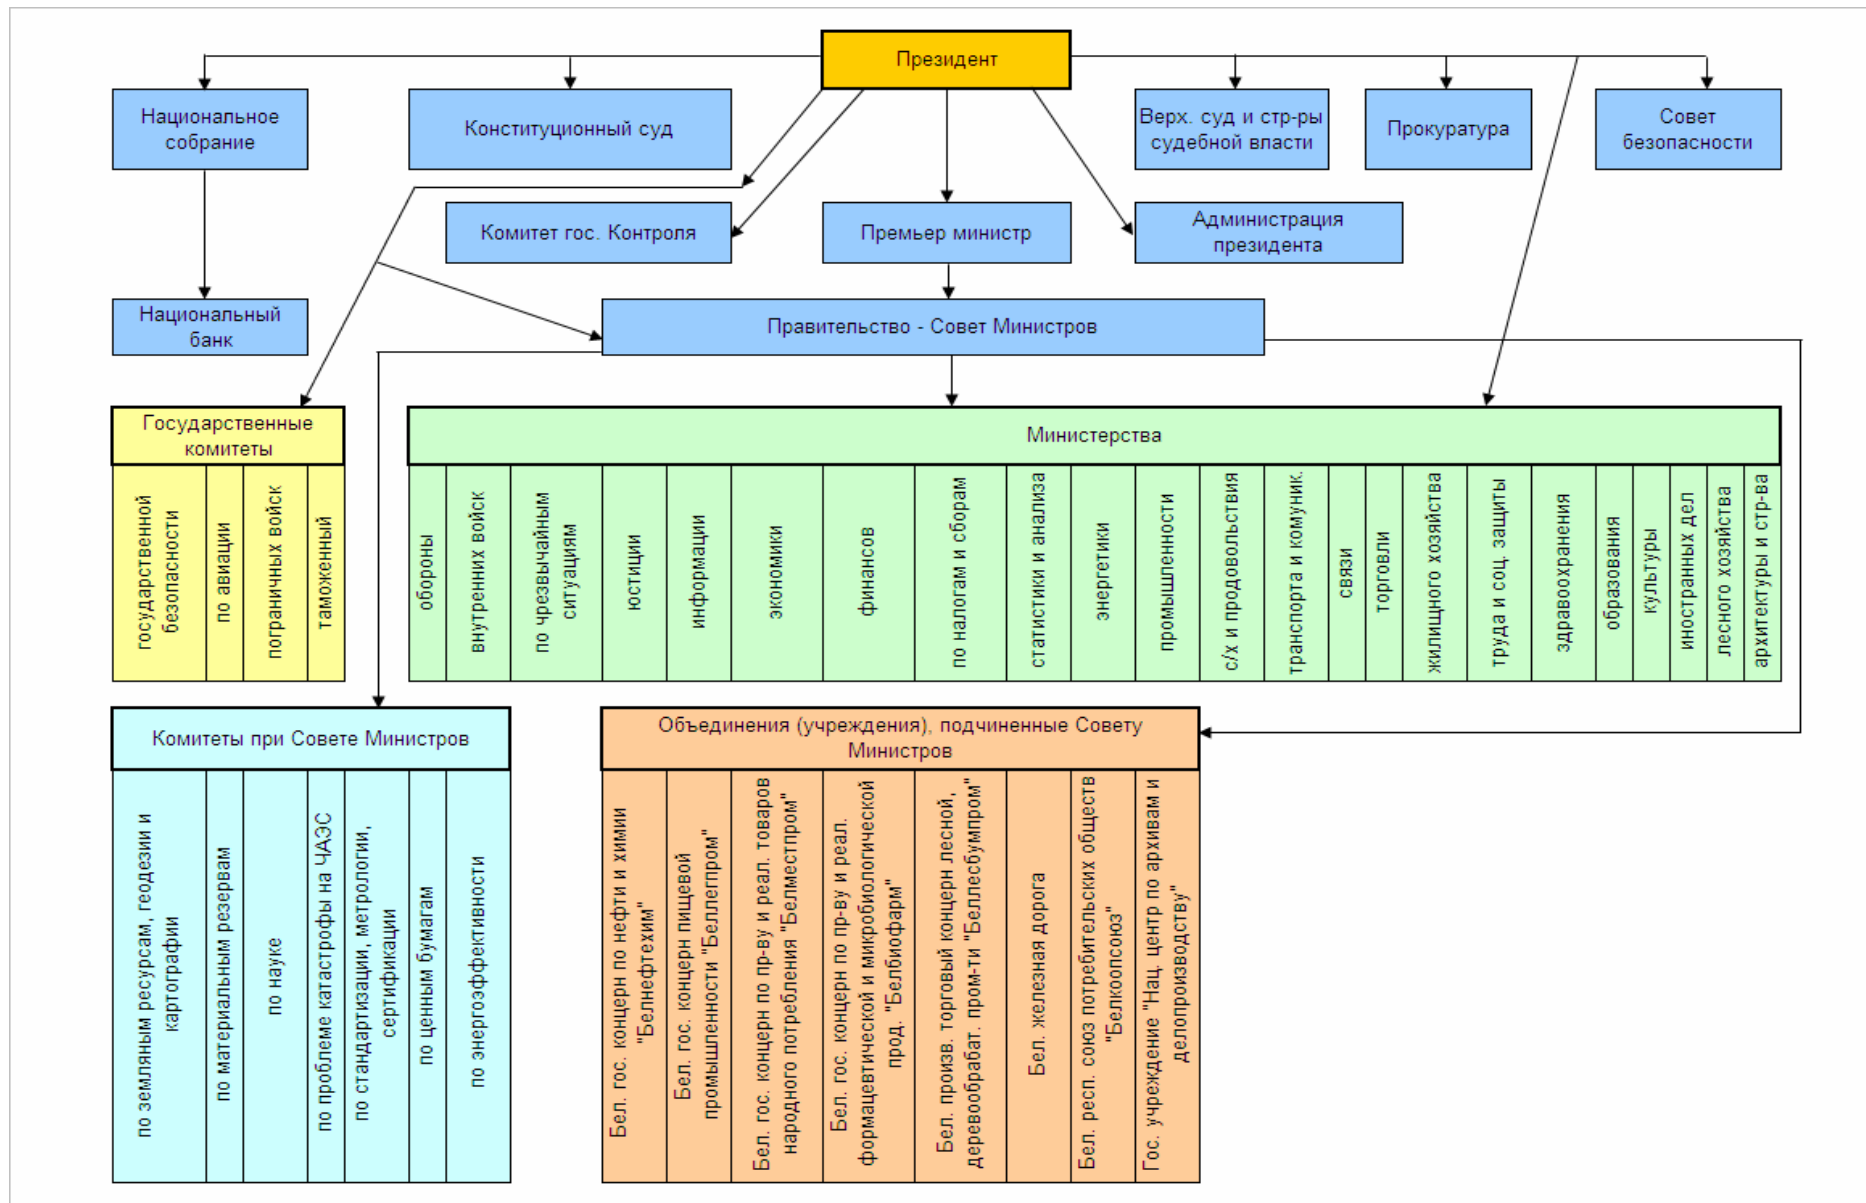 Президент
Национальное
собрание
Конституционный суд
Верх. суд и стр-ры
судебной власти
Прокуратура
Совет
безопасности
Комитет гос. Контроля
Премьер министр
Администрация
президента
Национальный
банк
Правительство - Совет Министров
Государственные
комитеты
государственной
безопасности
по авиации
пограничных войск
таможенный
Министерства
обороны
внутренних войск
по чрезвычайным
ситуациям
юстиции
информации
экономики
финансов
по налогам и сборам
статистики и анализа
энергетики
промышленности
с/х и продовольствия
транспорта и комуник.
связи
торговли
жилищного хозяйства
труда и соц. защиты
здравоохранения
образования
культуры
иностранных дел
лесного хозяйства
архитектуры и стр-ва
Комитеты при Совете Министров
по земляным ресурсам, геодезии и
картографии
по материальным резервам
по науке
по проблеме катастрофы на ЧАЭС
по стандартизации, метрологии,
сертификации
по ценным бумагам
по энергоэффективности
Объединения (учреждения), подчиненные Совету
Министров
Бел. гос. концерн по нефти и химии
"Белнефтехим"
Бел. гос. концерн пищевой
промышленности "Беллегпром"
Бел. гос. концерн по пр-ву и реал. товаров
народного потребления "Белместпром"
Бел. гос. концерн по пр-ву и реал.
формацевтической и микробиологической
прод. "Белбиофарм"
Бел. произв. торговый концерн лесной,
деревообрабат. пром-ти "Беллесбумпром"
Бел. железная дорога
Бел. респ. союз потребительских обществ
"Белкоопсоюз"
Гос. учреждение "Нац. центр по архивам и
делопроизводству"